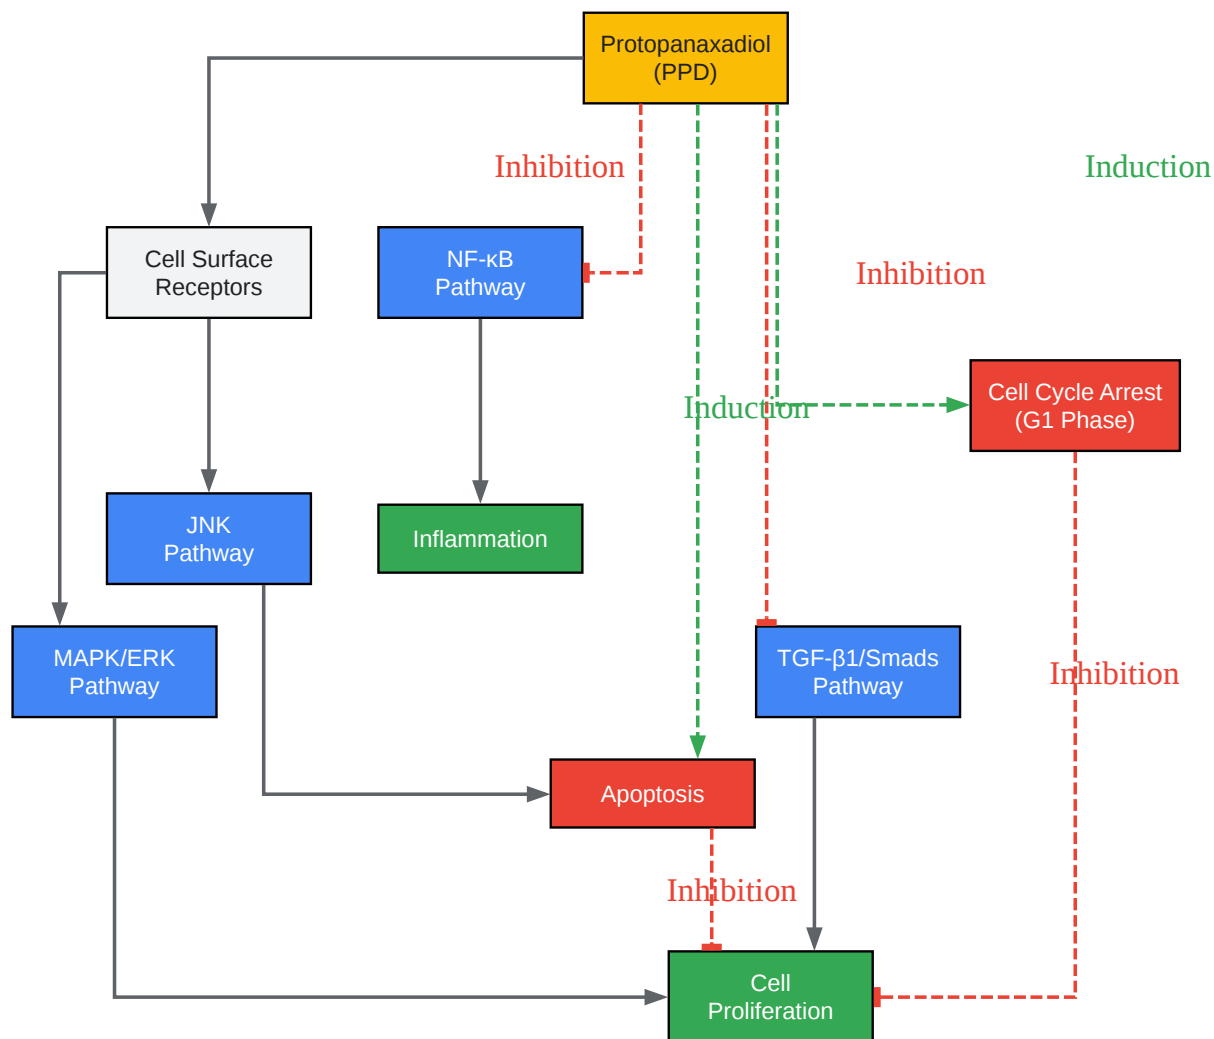 Protopanaxadiol
(PPD)
Inhibition
Induction
Cell Surface
Receptors
NF-κB
Pathway
Inhibition
Cell Cycle Arrest
(G1 Phase)
Induction
JNK
Pathway
Inflammation
MAPK/ERK
Pathway
TGF-β1/Smads
Pathway
Inhibition
Apoptosis
Inhibition
Cell
Proliferation